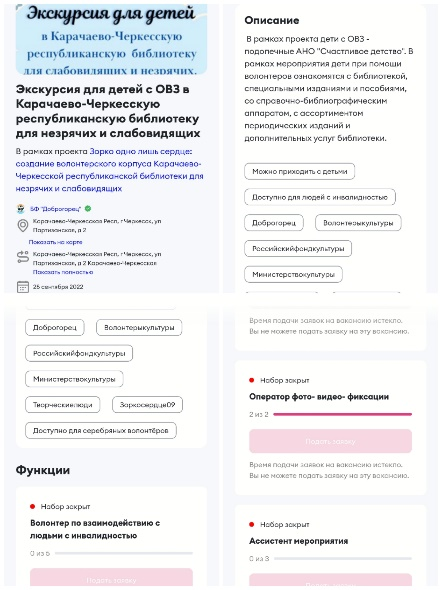 Экскурсия для детей
в Карачаево-Черкесскую
республиканскую библиотеку
для слабовидящих и незрячих.
Экскурсия для детей с ОВЗ в
Карачаево-Черкесскую
республиканскую библиотеку
для незрячих и слабовидящих
В рамках проекта Зорко одно лишь сердце:
создание волонтерского корпуса Карачаево-
Черкесской республиканской библиотеки для
незрячих и слабовидящих
БФ "Доброгорец"
Карачаево-Черкесская Респ, г Черкесск, ул
Партизанская, д 2
Показать на карте
Карачаево-Черкесская Респ, г Черкесск, ул
Партизанская, д 2 Карачаево-Черкесская
Показать полностью
25 сентября 2022
Описание
В рамках проекта дети с ОВЗ -
подопечные АНО "Счастливое детство". В
рамках мероприятия дети при помощи
волонтеров ознакомятся с библиотекой,
специальными изданиями и пособиями,
со справочно-библиографическим
аппаратом, с ассортиментом
периодических изданий и
дополнительных услуг библиотеки.
Можно приходить с детьми
Доступно для людей с инвалидностью
Доброгорец
Волонтерыкультуры
Российскийфондкультуры
Министерствокультуры
Доброгорец
Волонтерыкультуры
Российскийфондкультуры
Министерствокультуры
Творческиелюди
Зоркосердце09
Доступно для серебряных волонтёров
Функции
Набор закрыт
Волонтер по взаимодействию с
людьми с инвалидностью
0 из 5
Подать заявку
Время подачи заявок на вакансию истекло.
Вы не можете подать заявку на эту вакансию.
Набор закрыт
Оператор фото- видео- фиксации
2 из 2
Подать заявку
Время подачи заявок на вакансию истекло.
Вы не можете подать заявку на эту вакансию.
Набор закрыт
Ассистент мероприятия
0 из 3
Подать заявку